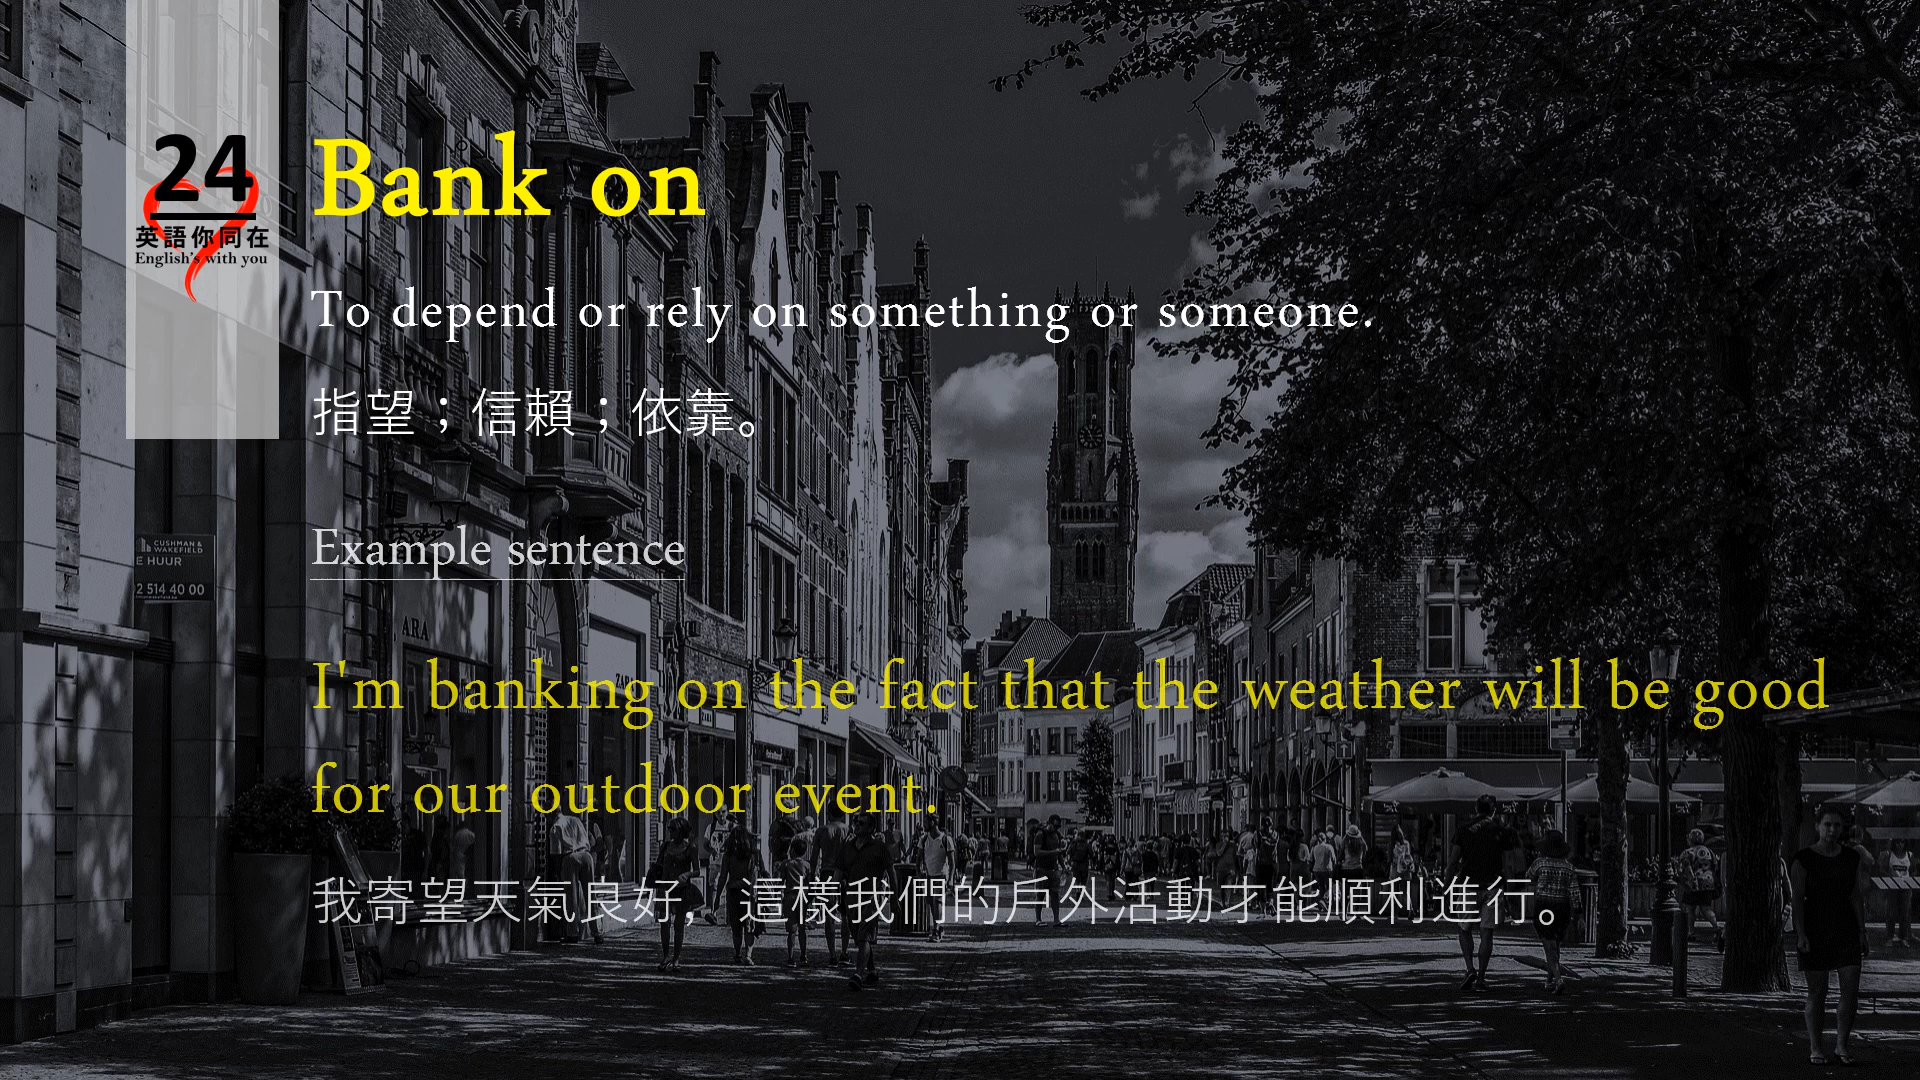 24
英語你同在
English's with you
Bank on
To depend or rely on something or someone.
指望；信賴；依靠。
Example sentence
CUSHMAN &
WAKEFIELD
E HUUR
2 514 40 00
ARA
ZARA
I'm banking on the fact that the weather will be good
for our outdoor event.
我寄望天氣良好，這樣我們的戶外活動才能順利進行。